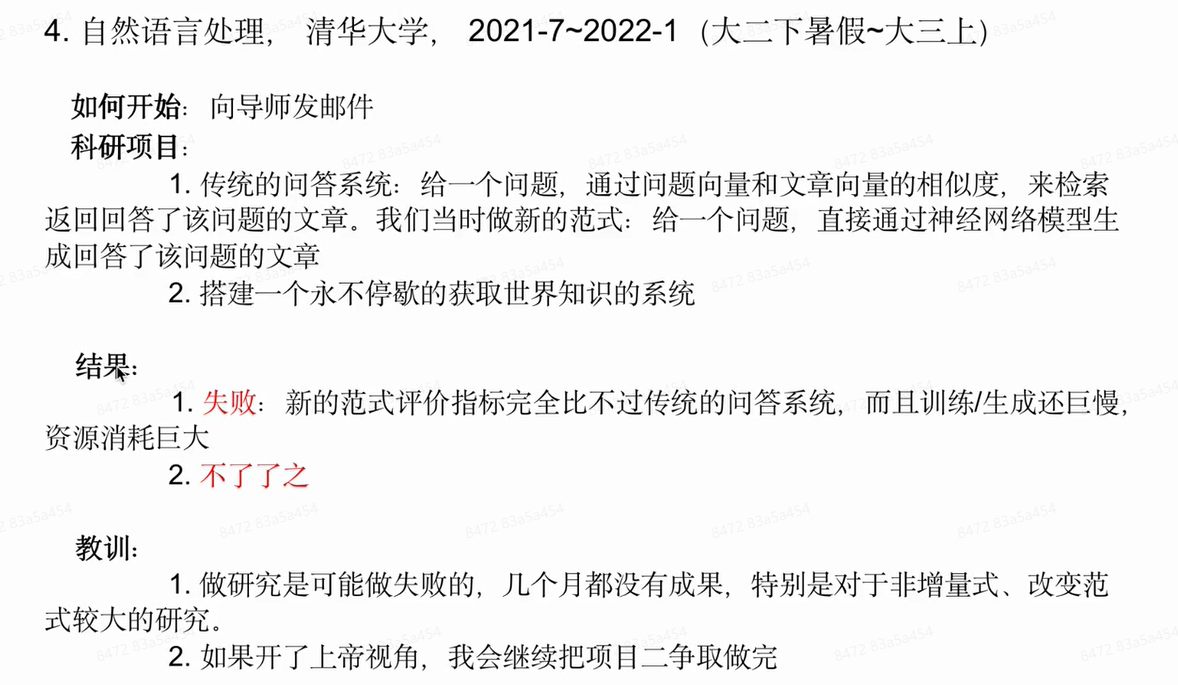 4. 自然语言处理， 清华大学， 2021-7~2022-1（大二下暑假~大三上）
如何开始： 向导师发邮件
科研项目：
1. 传统的问答系统：给一个问题，通过问题向量和文章向量的相似度，来检索
返回回答了该问题的文章。我们当时做新的范式：给一个问题，直接通过神经网络模型生
成回答了该问题的文章
2. 搭建一个永不停歇的获取世界知识的系统
结果：
1. 失败：新的范式评价指标完全比不过传统的问答系统，而且训练/生成还巨慢，
资源消耗巨大
2. 不了了之
教训：
1. 做研究是可能做失败的，几个月都没有成果，特别是对于非增量式、改变范
式较大的研究。
2. 如果开了上帝视角，我会继续把项目二争取做完
8472 83a5a454